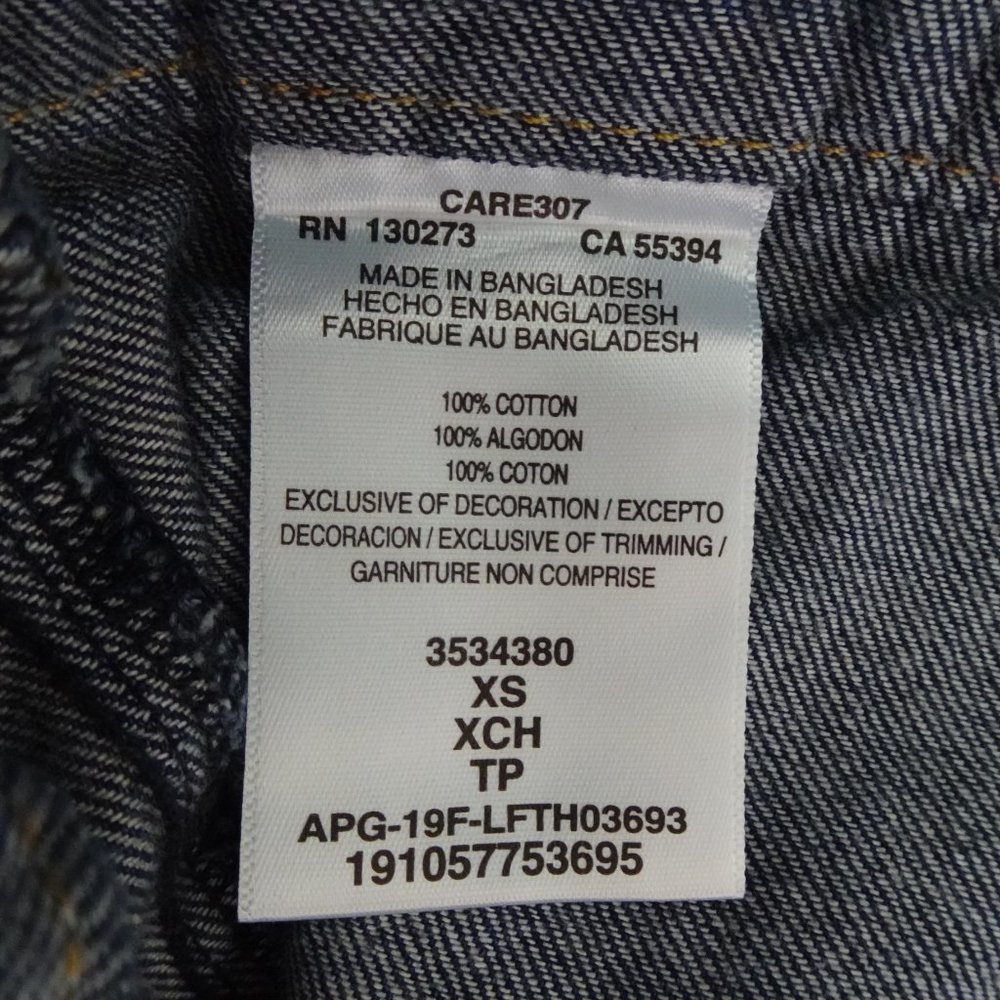 CARE307
RN 130273 CA 55394
MADE IN BANGLADESH
HECHO EN BANGLADESH
FABRIQUE AU BANGLADESH
100% COTTON
100% ALGODON
100% COTON
EXCLUSIVE OF DECORATION / EXCEPTO
DECORACION / EXCLUSIVE OF TRIMMING /
GARNITURE NON COMPRISE
3534380
XS
XCH
TP
APG-19F-LFTH03693
191057753695